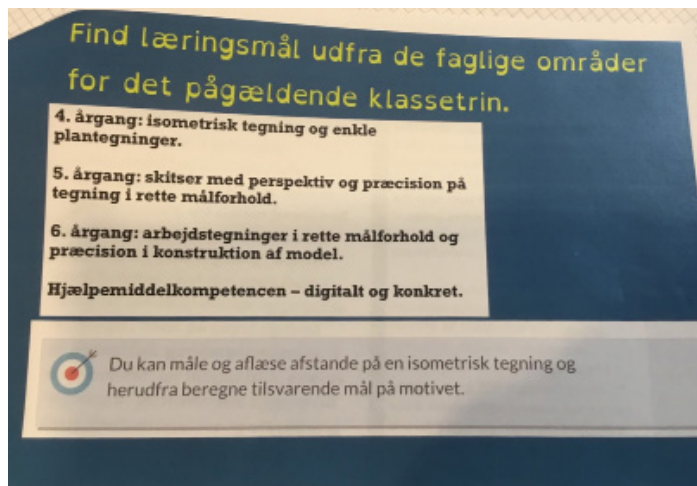 Find læringsmål udfra de faglige områder
for det pågældende klassetrin.
4. årgang: isometrisk tegning og enkle
plantegninger.
5. årgang: skitser med perspektiv og præcision på
tegning i rette målforhold.
6. årgang: arbejdstegninger i rette målforhold og
præcision i konstruktion af model.
Hjælpemiddelkompetencen – digitalt og konkret.
Du kan måle og aflæse afstande på en isometrisk tegning og
herudfra beregne tilsvarende mål på motivet.